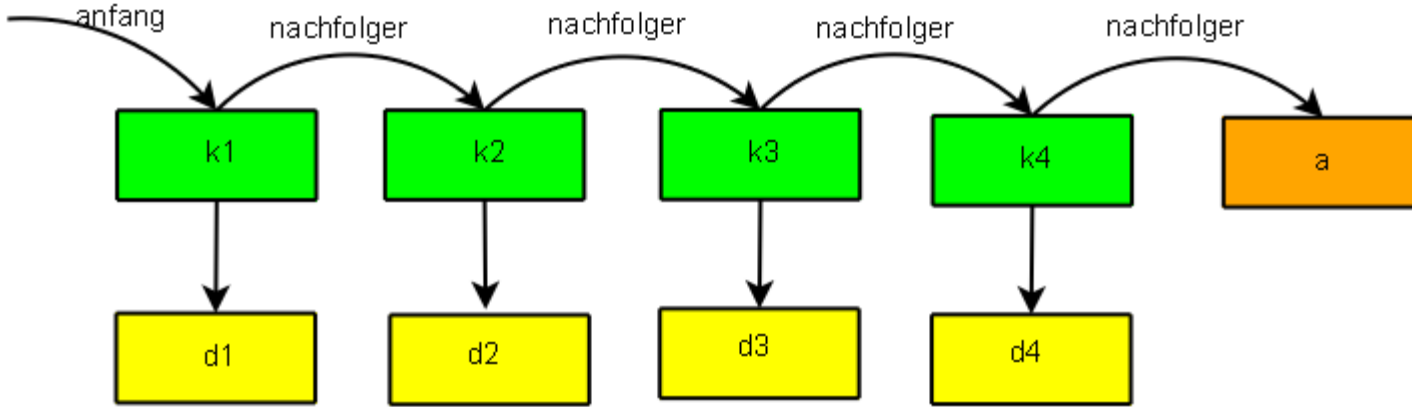 anfang
nachfolger
nachfolger
nachfolger
nachfolger
k1
k2
k3
k4
a
d1
d2
d3
d4